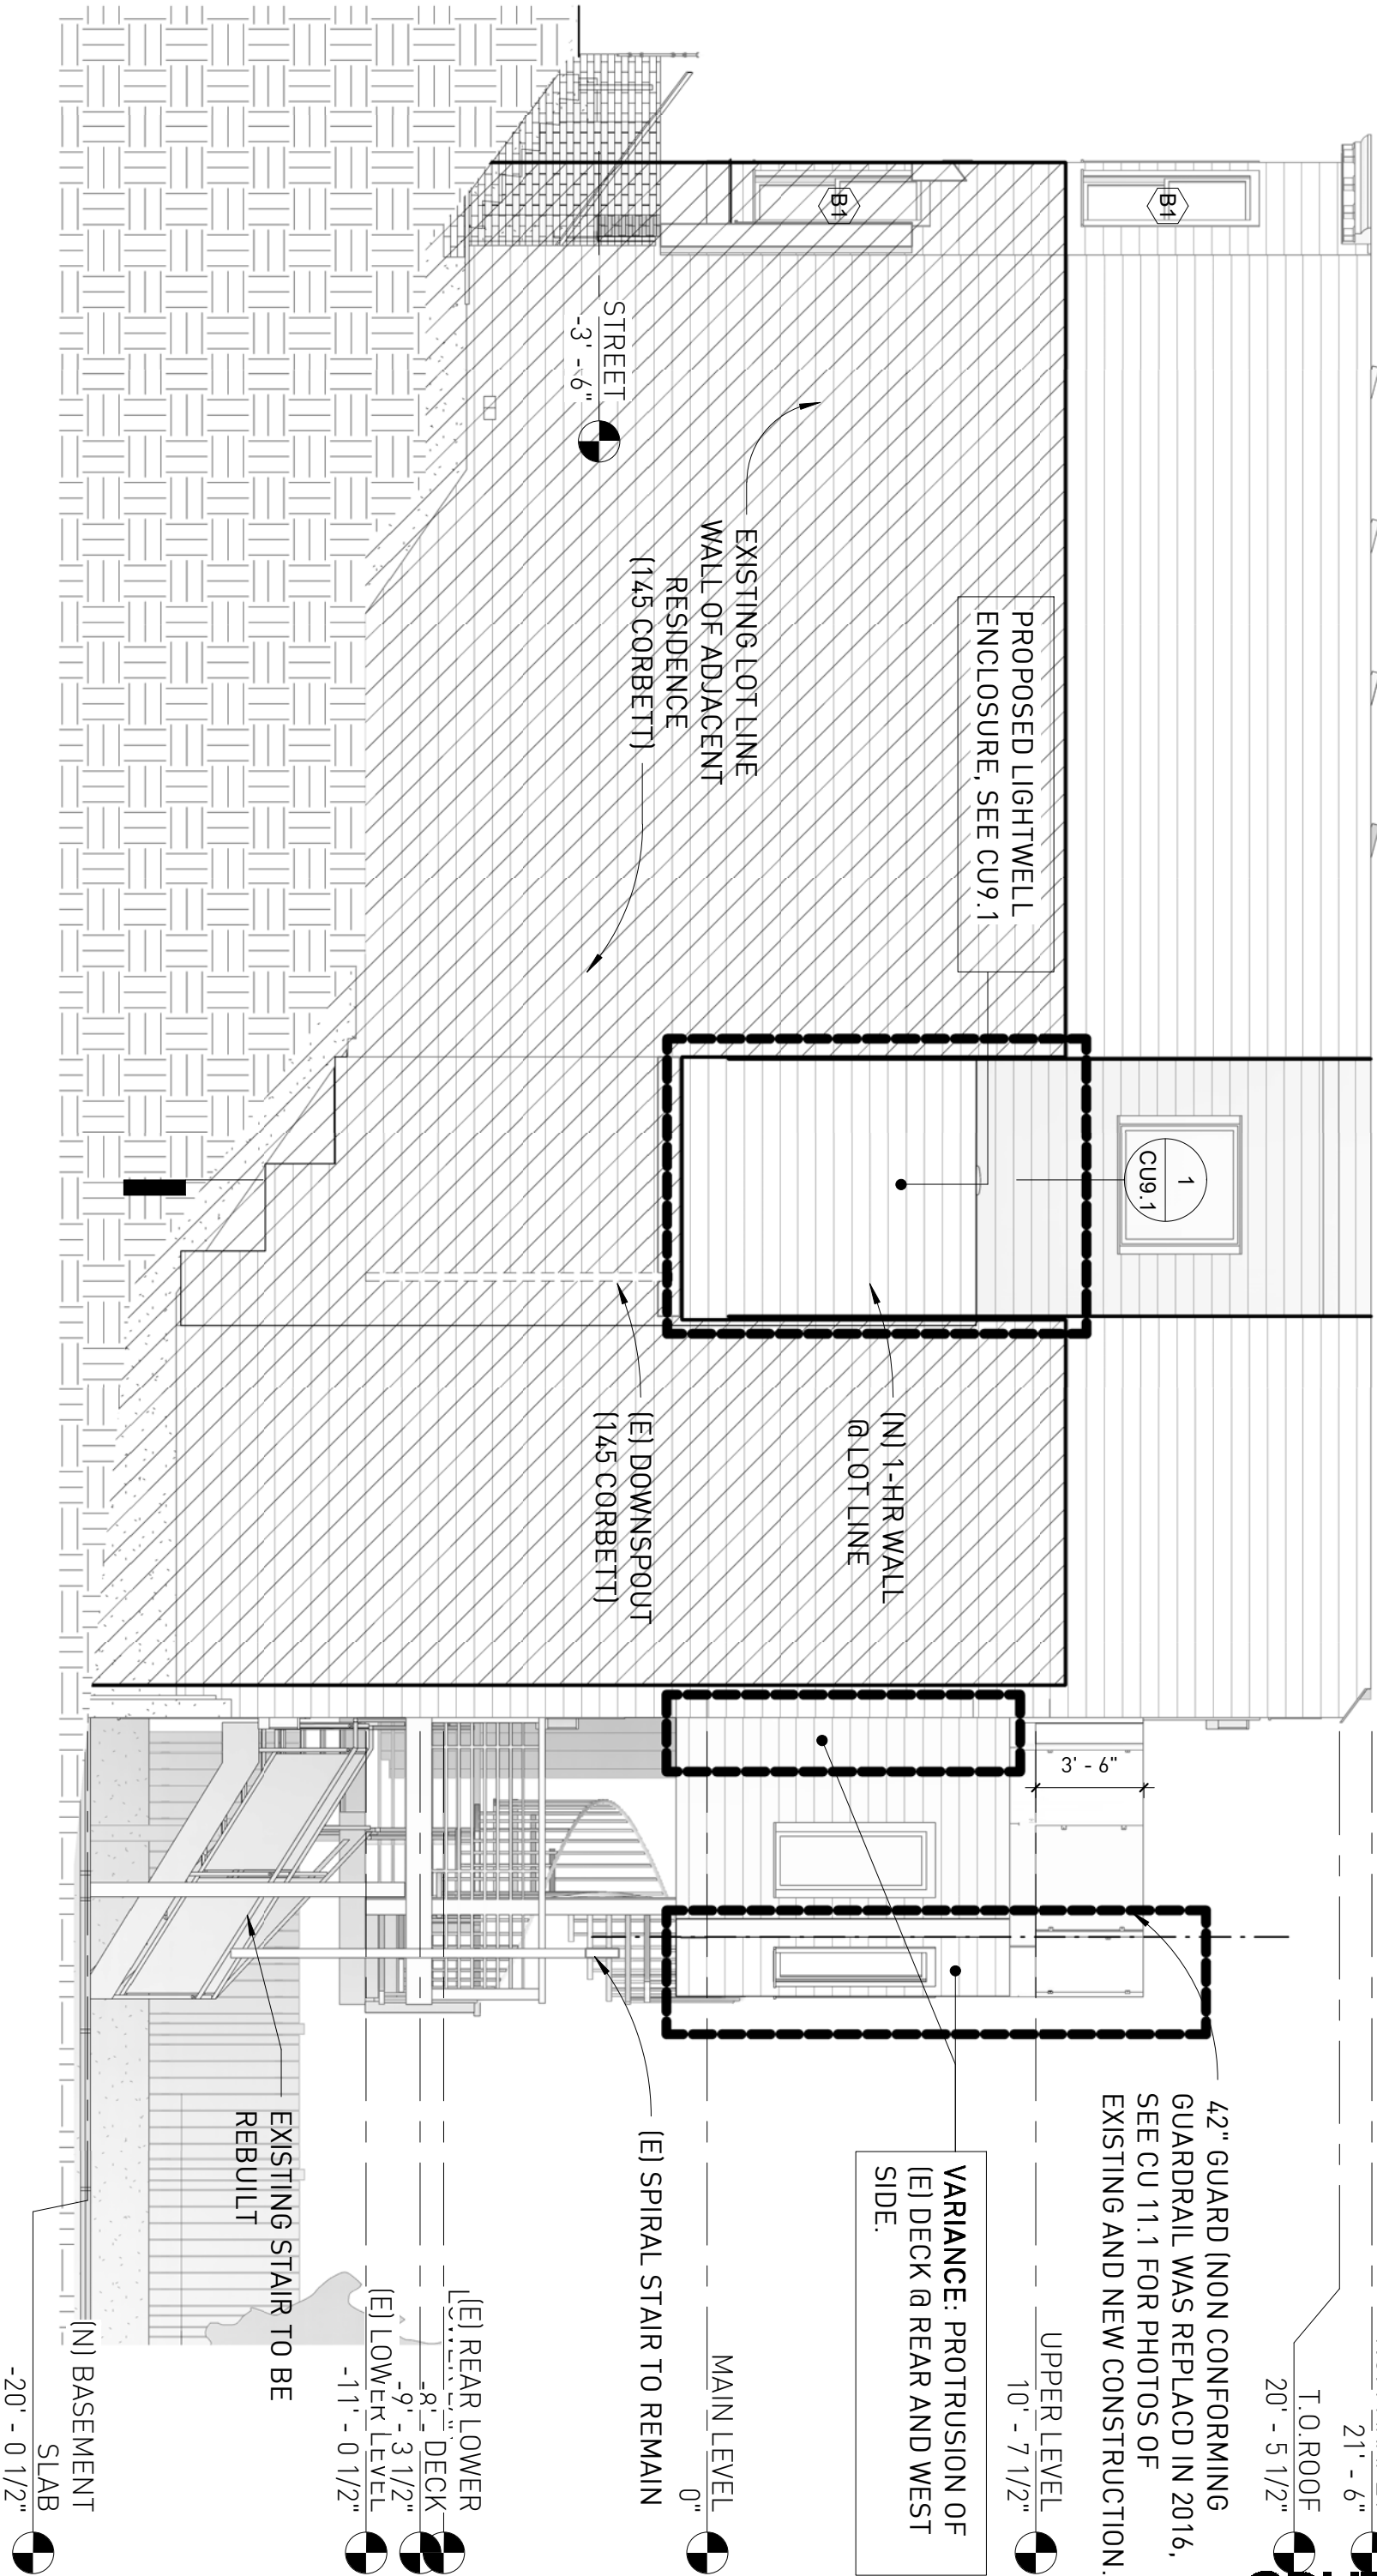 21' - 6"
T.O.ROOF
20' - 5 1/2"
B1
B1
1
CU9.1
UPPER LEVEL
10' - 7 1/2"
3' - 6"
42" GUARD (NON CONFORMING
GUARDRAIL WAS REPLACD IN 2016,
SEE CU 11.1 FOR PHOTOS OF
EXISTING AND NEW CONSTRUCTION.
PROPOSED LIGHTWELL
ENCLOSURE, SEE CU9.1
VARIANCE: PROTRUSION OF
(E) DECK @ REAR AND WEST
SIDE.
(N) 1-HR WALL
@ LOT LINE
EXISTING LOT LINE
WALL OF ADJACENT
RESIDENCE
(145 CORBETT)
MAIN LEVEL
0"
(E) DOWNSPOUT
(145 CORBETT)
(E) SPIRAL STAIR TO REMAIN
STREET
-3' - 6"
(E) REAR LOWER
DECK
-9' - 3 1/2"
(E) LOWER LEVEL
-11' - 0 1/2"
EXISTING STAIR TO BE
REBUILT
(N) BASEMENT
SLAB
-20' - 0 1/2"